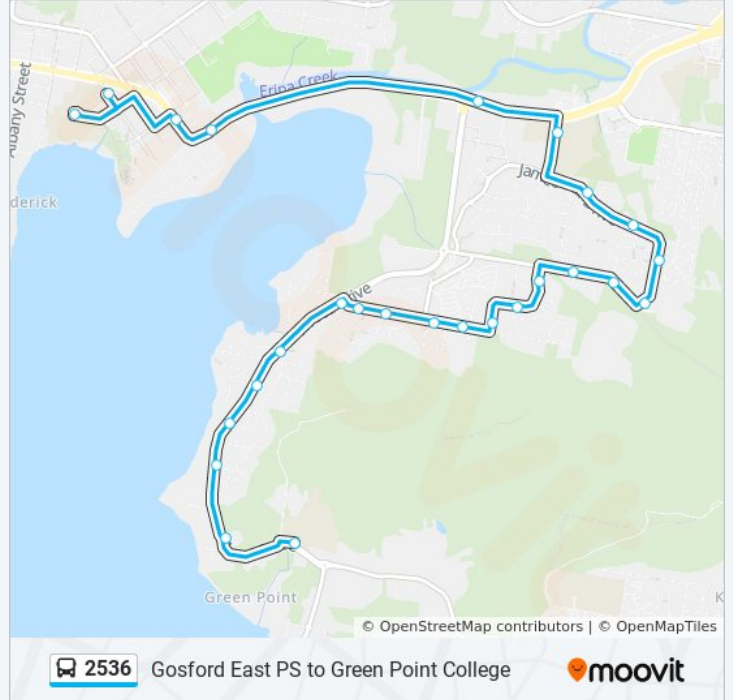 Erina Creek
Albany Street
derick
Jam
ive
Green Point
K
© OpenStreetMap contributors | © OpenMapTiles
2536
Gosford East PS to Green Point College
moovit